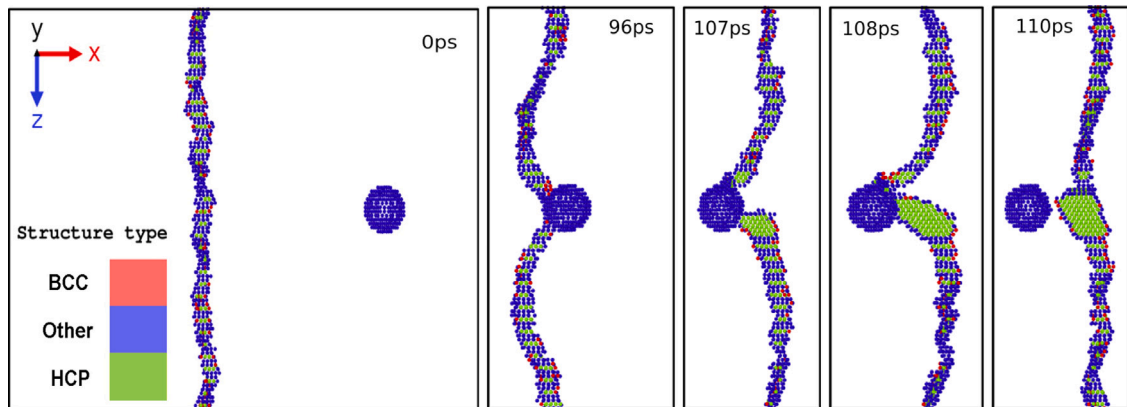 y
x
z
0ps
96ps
107ps
108ps
110ps
Structure type
BCC
Other
HCP